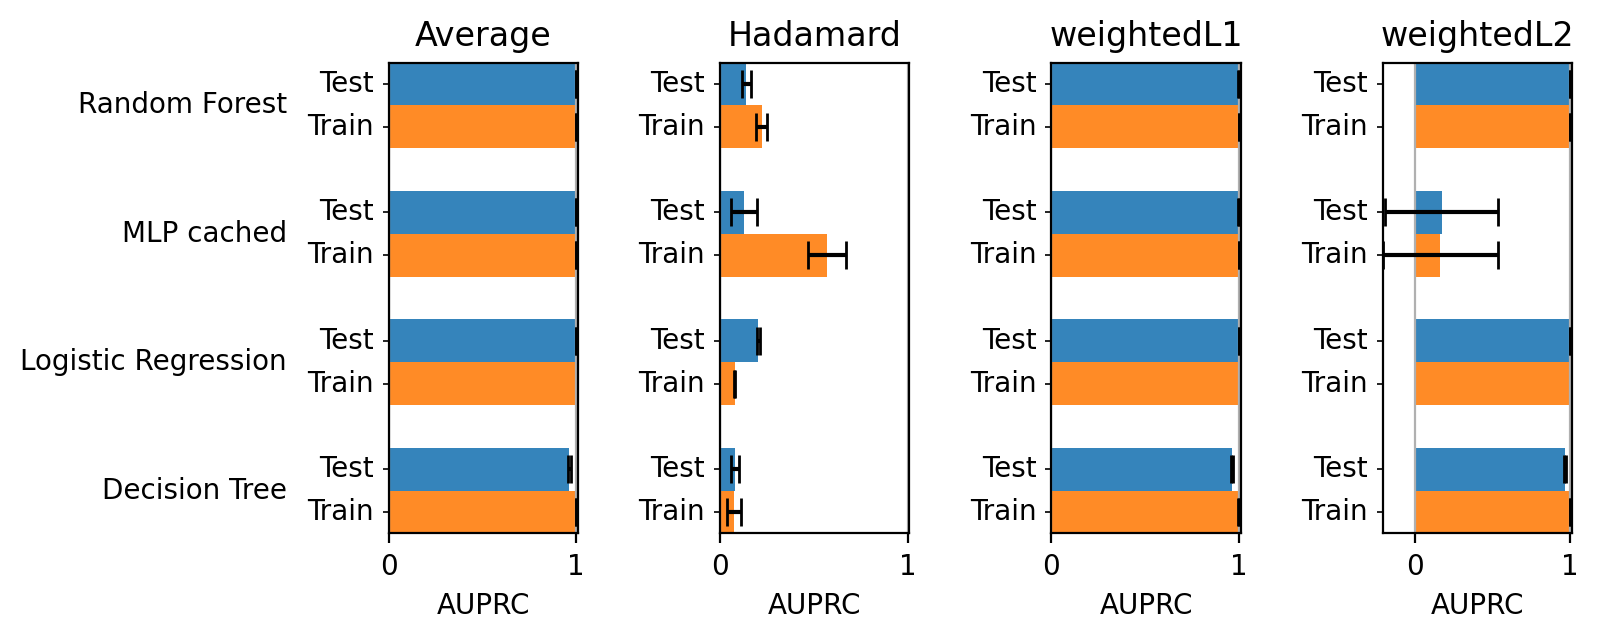 Average Hadamard weightedL1 weightedL2
Random Forest Test Test Test Test
Train Train Train Train
MLP cached Test Test Test Test
Train Train Train Train
Logistic Regression Test Test Test Test
Train Train Train Train
Decision Tree Test Test Test Test
Train Train Train Train
0 1 0 1 0 1 0 1
AUPRC AUPRC AUPRC AUPRC